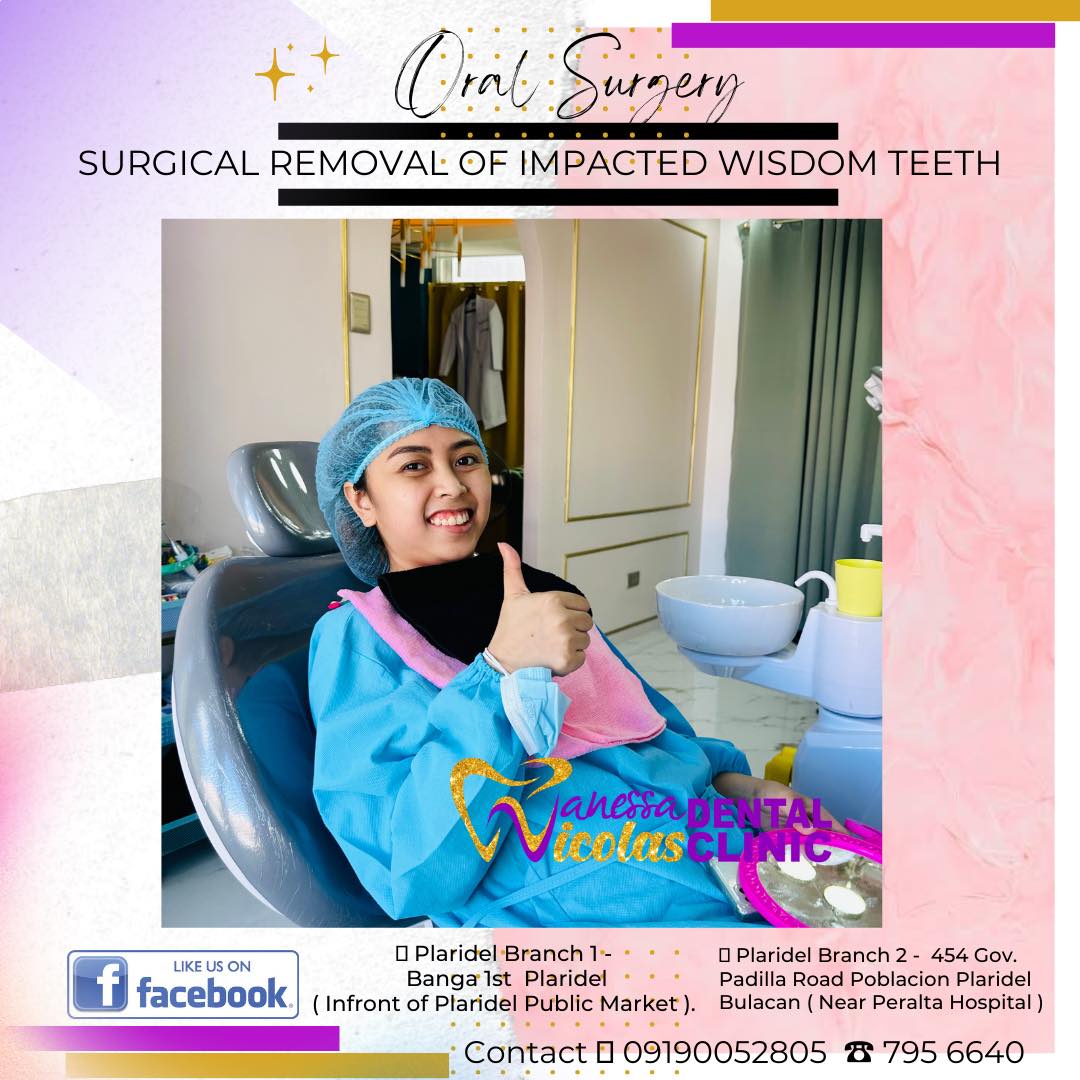 Oral Surgery
SURGICAL REMOVAL OF IMPACTED WISDOM TEETH
Vanessa
Nicolas
DENTAL
CLINIC
LIKE US ON
facebook.
Plaridel Branch 1 -
Banga 1st Plaridel
( Infront of Plaridel Public Market ).
Plaridel Branch 2 - 454 Gov.
Padilla Road Poblacion Plaridel
Bulacan ( Near Peralta Hospital )
Contact 09190052805 ☎ 795 6640